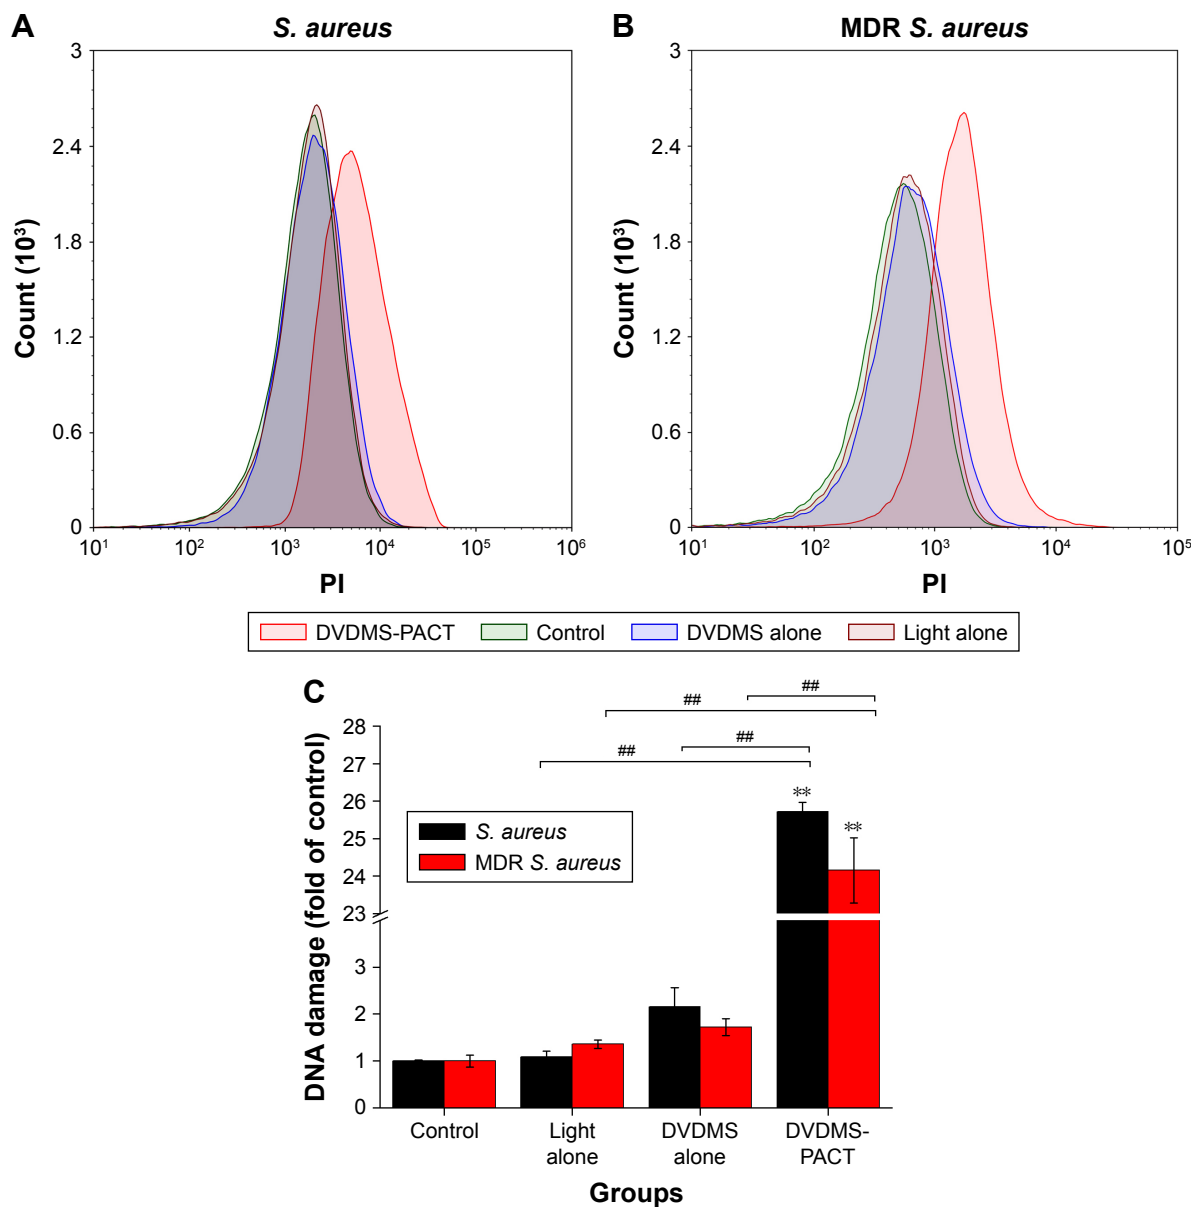 A
S. aureus
B
MDR S. aureus
3
2.4
1.8
1.2
0.6
0
Count (10³)
10¹ 10² 10³ 10⁴ 10⁵ 10⁶
PI
3
2.4
1.8
1.2
0.6
0
Count (10³)
10¹ 10² 10³ 10⁴ 10⁵
PI
DVDMS-PACT Control DVDMS alone Light alone
C
##
##
##
##
**
**
28
27
26
25
24
23
3
2
1
0
DNA damage (fold of control)
S. aureus
MDR S. aureus
Control
Light
alone
DVDMS
alone
DVDMS-
PACT
Groups